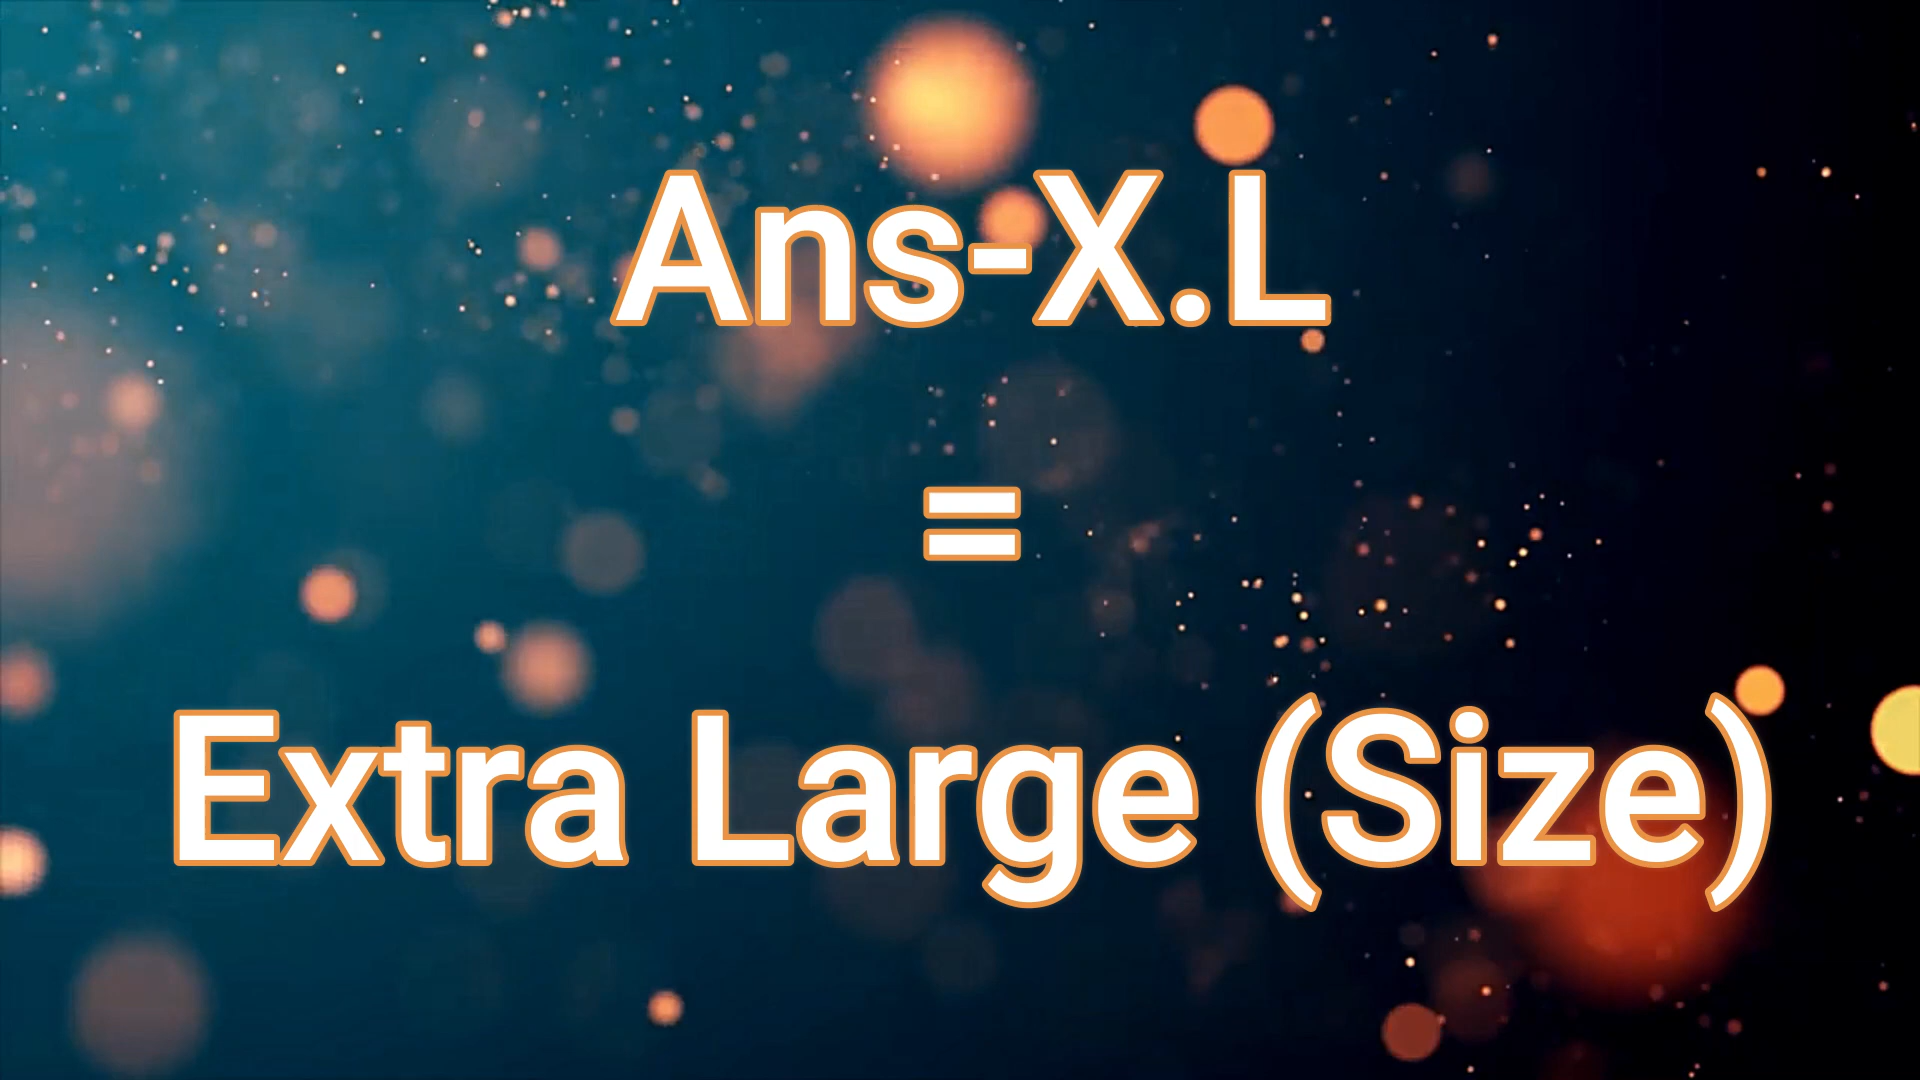 Ans-X.L
=
Extra Large (Size)